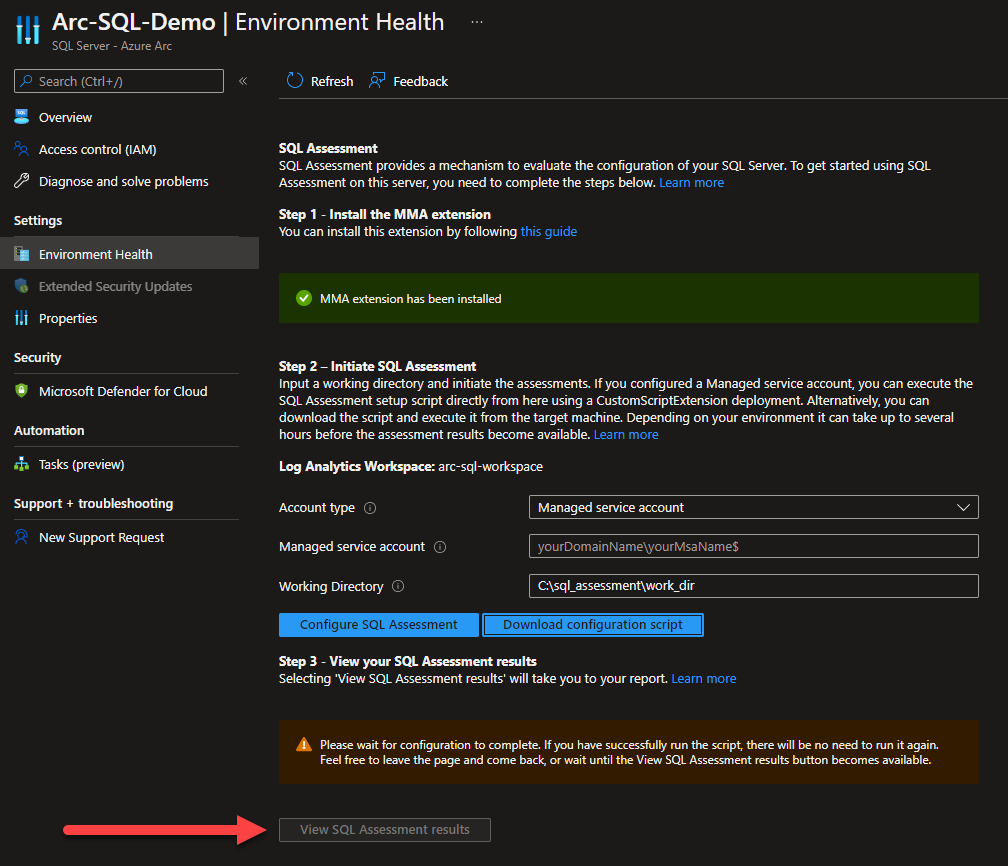 Arc-SQL-Demo | Environment Health ...
SQL Server - Azure Arc
Search (Ctrl+/)
«
Overview
Access control (IAM)
Diagnose and solve problems
Settings
Environment Health
Extended Security Updates
Properties
Security
Microsoft Defender for Cloud
Automation
Tasks (preview)
Support + troubleshooting
New Support Request
Refresh
Feedback
SQL Assessment
SQL Assessment provides a mechanism to evaluate the configuration of your SQL Server. To get started using SQL
Assessment on this server, you need to complete the steps below. Learn more
Step 1 - Install the MMA extension
You can install this extension by following this guide
MMA extension has been installed
Step 2 – Initiate SQL Assessment
Input a working directory and initiate the assessments. If you configured a Managed service account, you can execute the
SQL Assessment setup script directly from here using a CustomScriptExtension deployment. Alternatively, you can
download the script and execute it from the target machine. Depending on your environment it can take up to several
hours before the assessment results become available. Learn more
Log Analytics Workspace: arc-sql-workspace
Account type
Managed service account
Managed service account
yourDomainName\yourMsaName$
Working Directory
C:\sql_assessment\work_dir
Configure SQL Assessment
Download configuration script
Step 3 - View your SQL Assessment results
Selecting 'View SQL Assessment results' will take you to your report. Learn more
Please wait for configuration to complete. If you have successfully run the script, there will be no need to run it again.
Feel free to leave the page and come back, or wait until the View SQL Assessment results button becomes available.
View SQL Assessment results